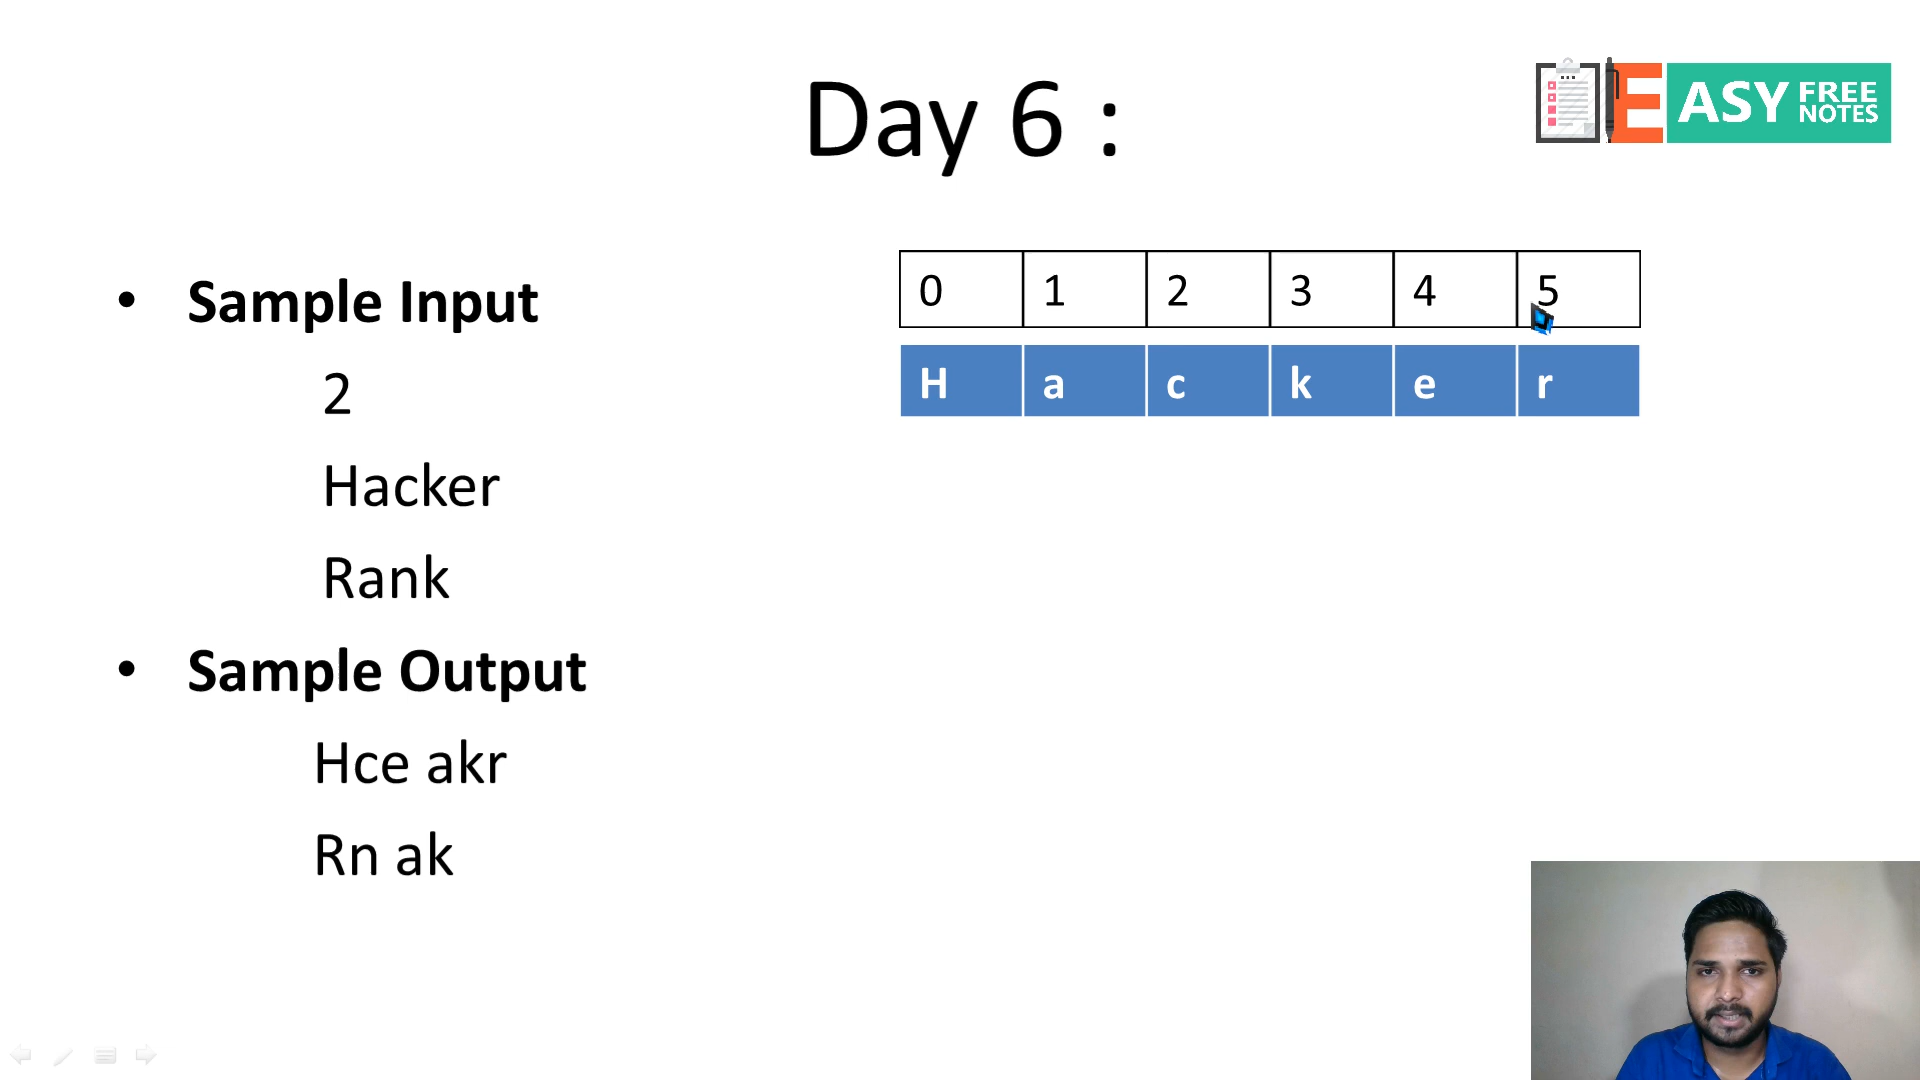 Day 6 :
EASY FREE NOTES
• Sample Input
2
Hacker
Rank
• Sample Output
Hce akr
Rn ak
0 1 2 3 4 5
H a c k e r